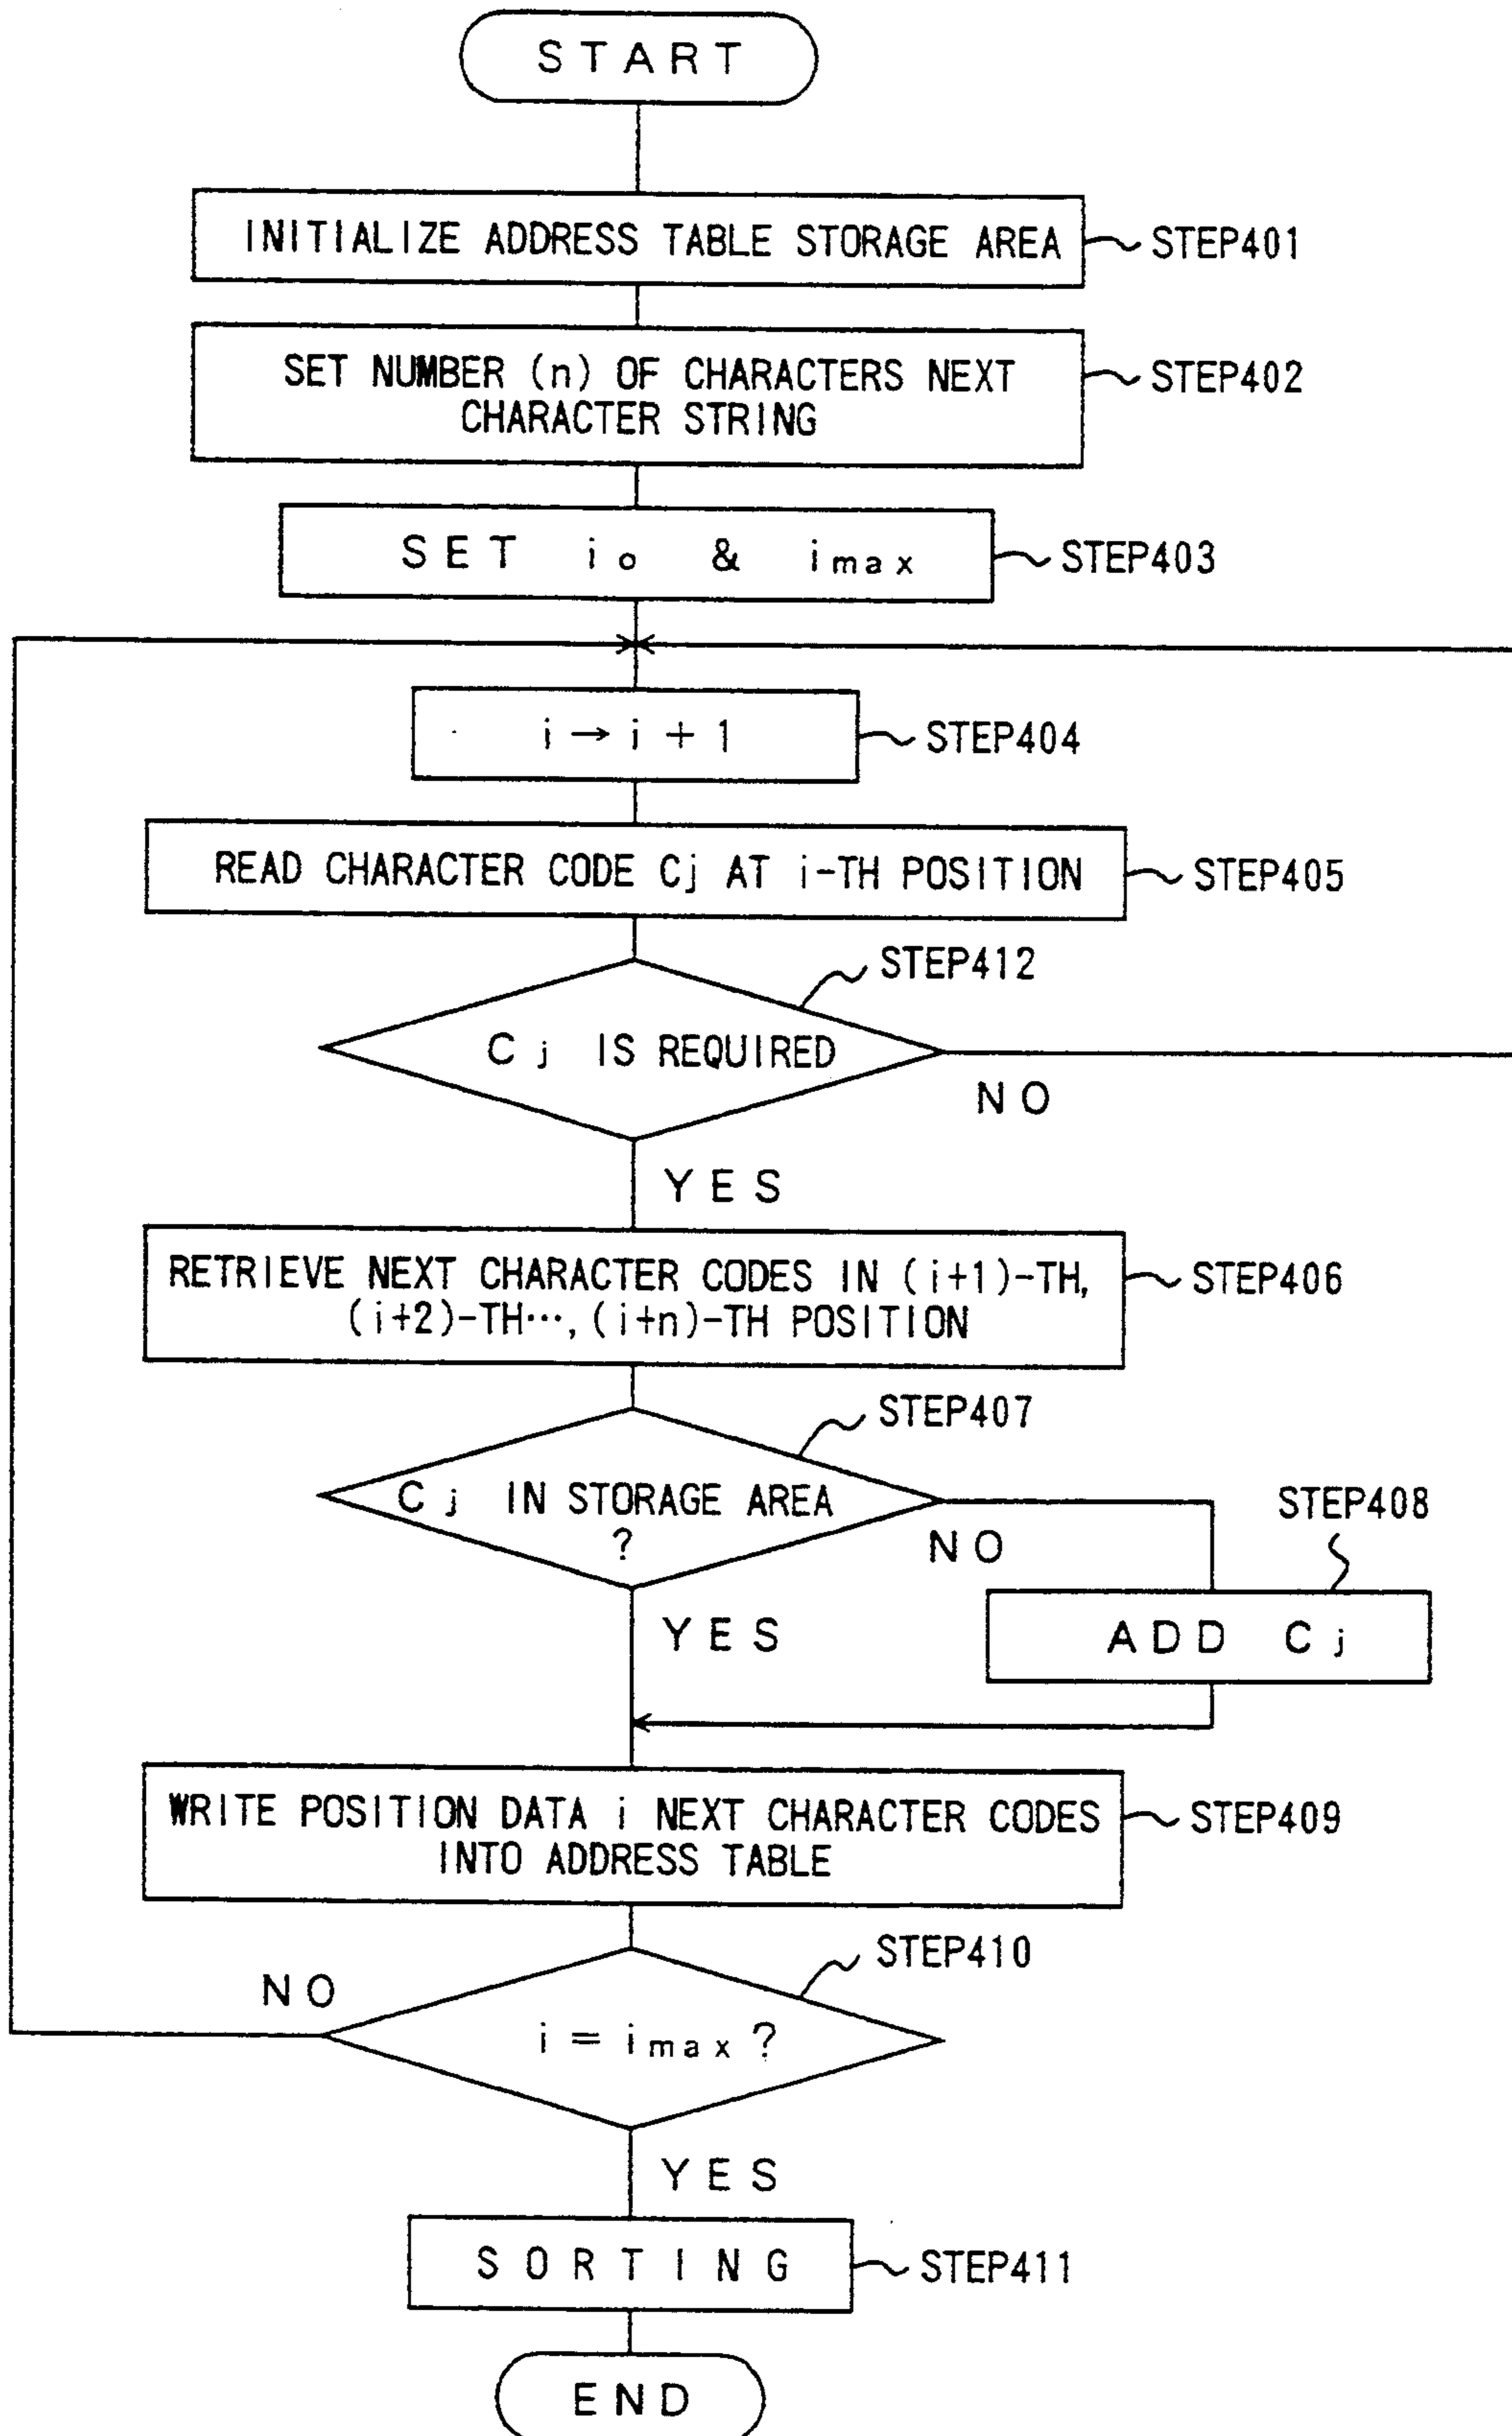 START
INITIALIZE ADDRESS TABLE STORAGE AREA
STEP401
SET NUMBER (n) OF CHARACTERS NEXT
CHARACTER STRING
STEP402
SET io & imax
STEP403
i → i + 1
STEP404
READ CHARACTER CODE Cj AT i-TH POSITION
STEP405
STEP412
Cj IS REQUIRED
NO
YES
RETRIEVE NEXT CHARACTER CODES IN (i+1)-TH,
(i+2)-TH···, (i+n)-TH POSITION
STEP406
STEP407
Cj IN STORAGE AREA
?
NO
STEP408
YES
ADD Cj
WRITE POSITION DATA i NEXT CHARACTER CODES
INTO ADDRESS TABLE
STEP409
STEP410
NO
i = imax ?
YES
SORTING
STEP411
END